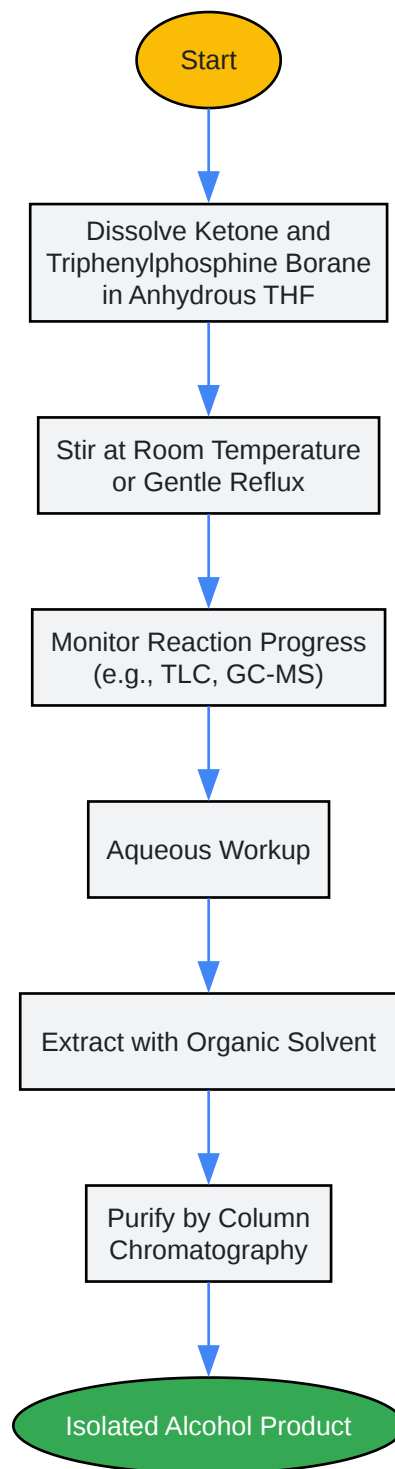 Start
Dissolve Ketone and
Triphenylphosphine Borane
in Anhydrous THF
Stir at Room Temperature
or Gentle Reflux
Monitor Reaction Progress
(e.g., TLC, GC-MS)
Aqueous Workup
Extract with Organic Solvent
Purify by Column
Chromatography
Isolated Alcohol Product